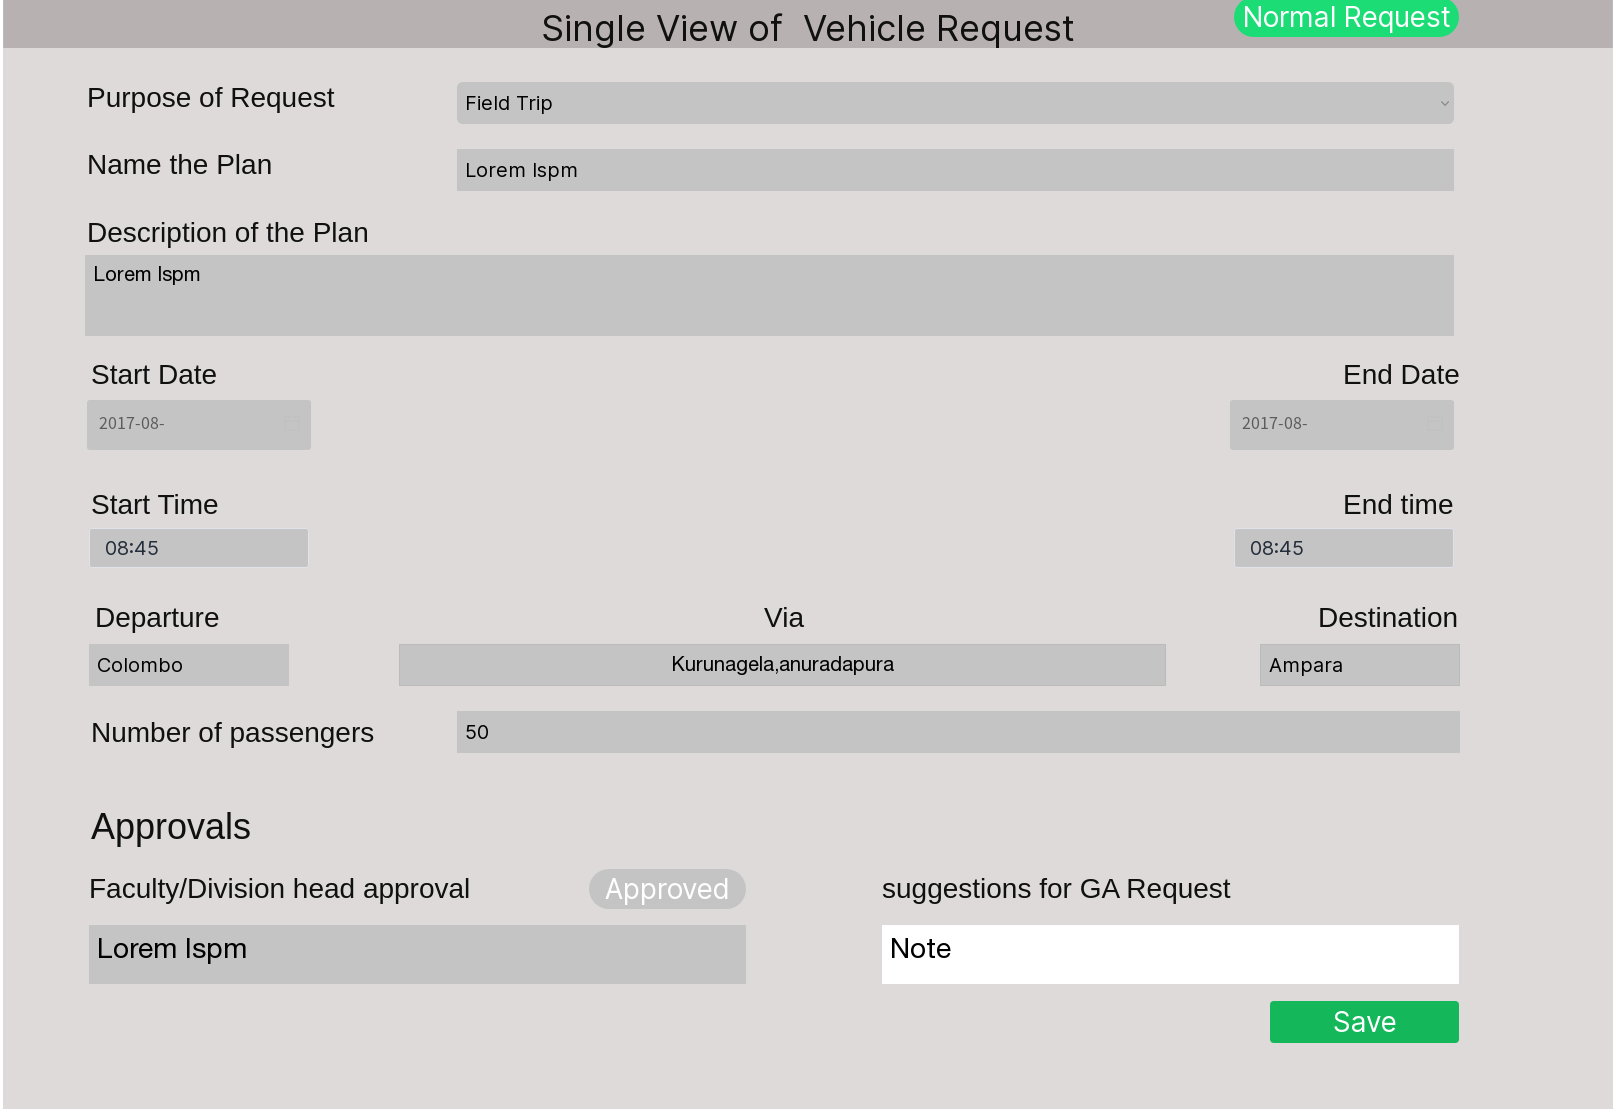 Single View of  Vehicle Request
Normal Request
Purpose of Request
Field Trip
Name the Plan
Lorem Ispm
Description of the Plan
Lorem Ispm
Start Date
End Date
2017-08-
2017-08-
Start Time
End time
08:45
08:45
Departure
Via
Destination
Colombo
Kurunagela,anuradapura
Ampara
Number of passengers
50
Approvals
Faculty/Division head approval
Approved
suggestions for GA Request
Lorem Ispm
Note
Save